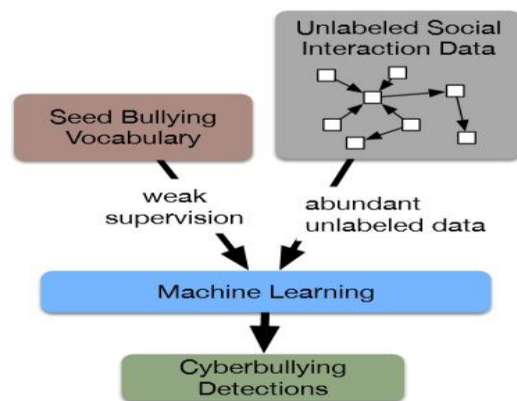 Unlabeled Social
Interaction Data
Seed Bullying
Vocabulary
weak
supervision
abundant
unlabeled data
Machine Learning
Cyberbullying
Detections